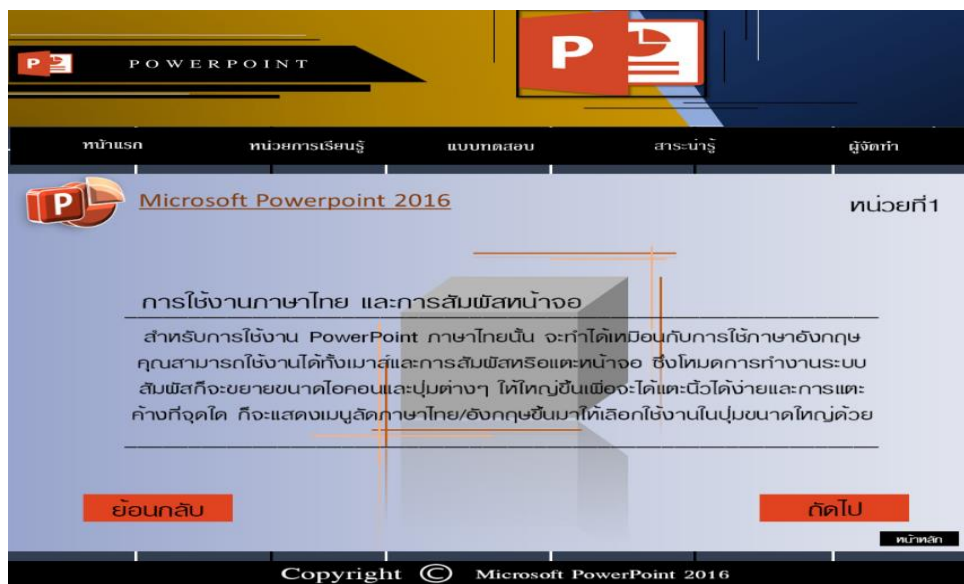 P
P POWERPOINT
หน้าแรก หน่วยการเรียนรู้ แบบทดสอบ สาระน่ารู้ ผู้จัดทำ
P Microsoft Powerpoint 2016 หน่วยที่1
การใช้งานภาษาไทย และการสัมผัสหน้าจอ
สำหรับการใช้งาน PowerPoint ภาษาไทยนั้น จะทำได้เหมือนกับการใช้ภาษาอังกฤษ
คุณสามารถใช้งานได้ทั้งเมาส์และการสัมผัสหรือแตะหน้าจอ ซึ่งโหมดการทำงานระบบ
สัมผัสก็จะขยายขนาดไอคอนและปุ่มต่างๆ ให้ใหญ่ขึ้นเพื่อจะได้แตะนิ้วได้ง่ายและการแตะ
ค้างที่จุดใด ก็จะแสดงเมนูลัดภาษาไทย/อังกฤษขึ้นมาให้เลือกใช้งานในปุ่มขนาดใหญ่ด้วย
ย้อนกลับ ถัดไป
หน้าหลัก
Copyright © Microsoft PowerPoint 2016